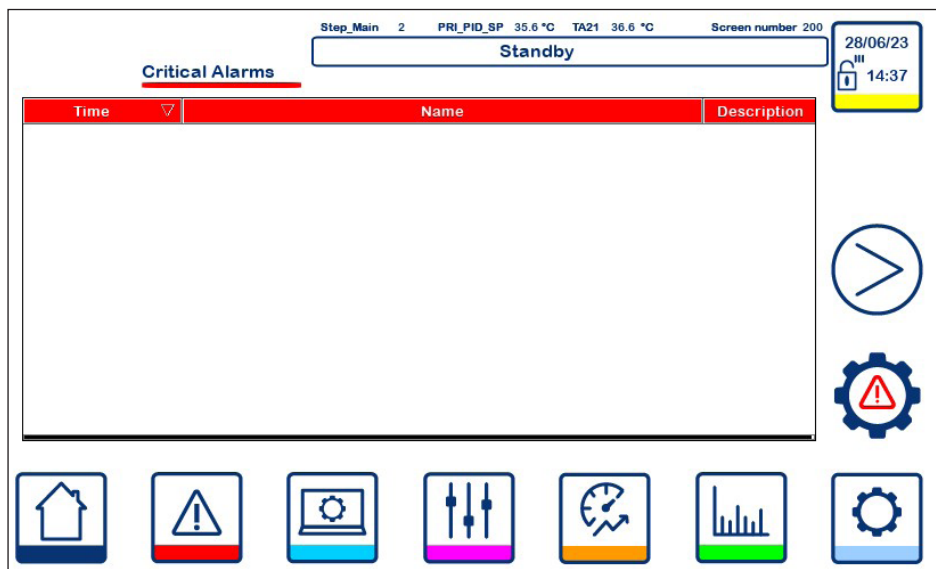 Step_Main 2 PRI_PID_SP 35.6 °C TA21 36.6 °C Screen number 200
Standby
28/06/23
14:37
Critical Alarms
Time Name Description